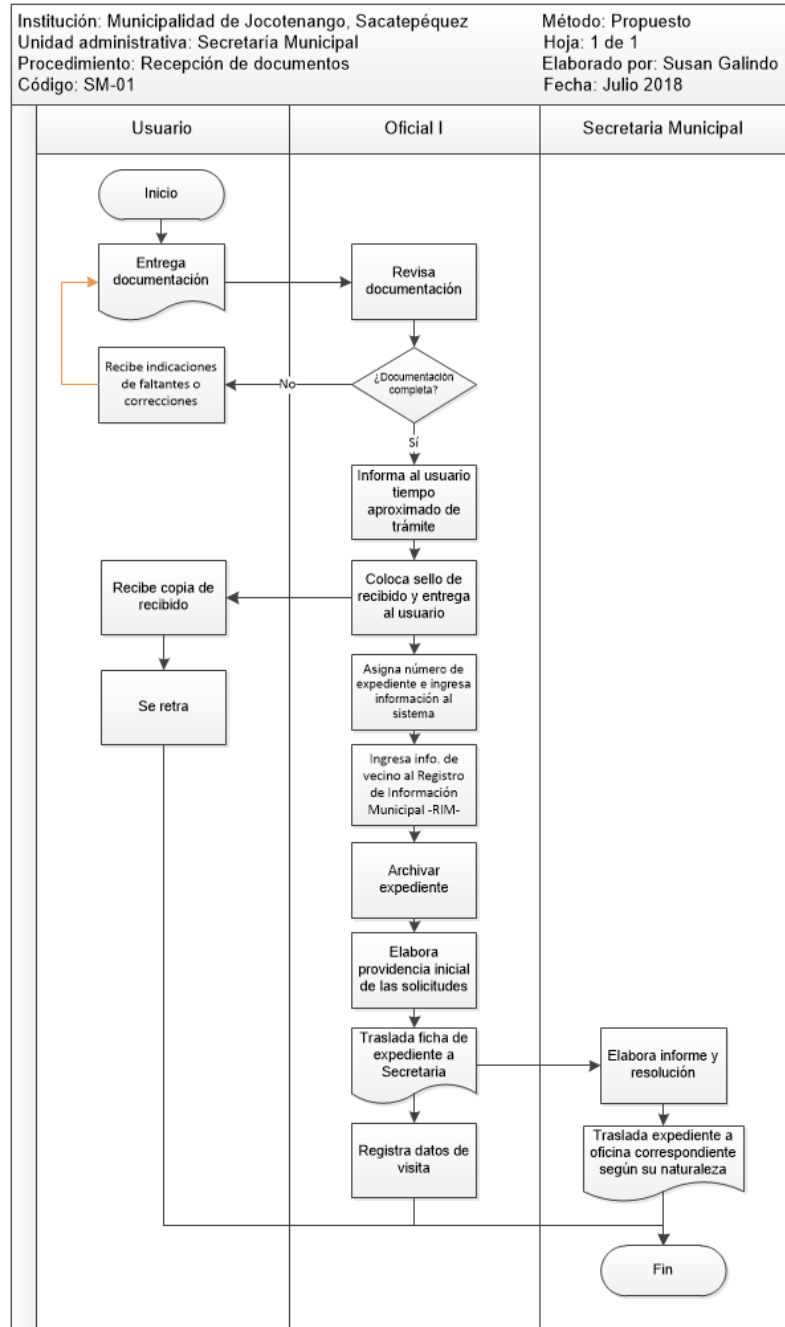 Institución: Municipalidad de Jocotenango, Sacatepéquez
Unidad administrativa: Secretaría Municipal
Procedimiento: Recepción de documentos
Código: SM-01
Método: Propuesto
Hoja: 1 de 1
Elaborado por: Susan Galindo
Fecha: Julio 2018
Usuario
Oficial I
Secretaria Municipal
Inicio
Entrega
documentación
Revisa
documentación
Recibe indicaciones
de faltantes o
correcciones
No
¿Documentación
completa?
Sí
Informa al usuario
tiempo
aproximado de
trámite
Recibe copia de
recibido
Coloca sello de
recibido y entrega
al usuario
Se retra
Asigna número de
expediente e ingresa
información al
sistema
Ingresa info. de
vecino al Registro
de Información
Municipal -RIM-
Archivar
expediente
Elabora
providencia inicial
de las solicitudes
Traslada ficha de
expediente a
Secretaria
Elabora informe y
resolución
Registra datos de
visita
Traslada expediente a
oficina correspondiente
según su naturaleza
Fin